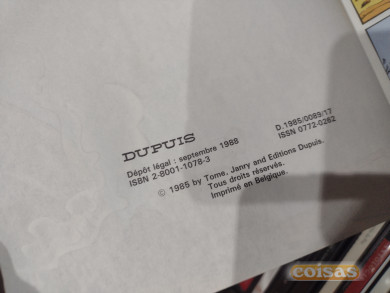 DUPUIS
Dépôt légal : septembre 1988
D.1985/0089/17
ISBN 2-8001-1078-3
ISSN 0772-0262
© 1985 by Tome, Janry and Editions Dupuis.
Tous droits réservés.
Imprimé en Belgique.
coisas